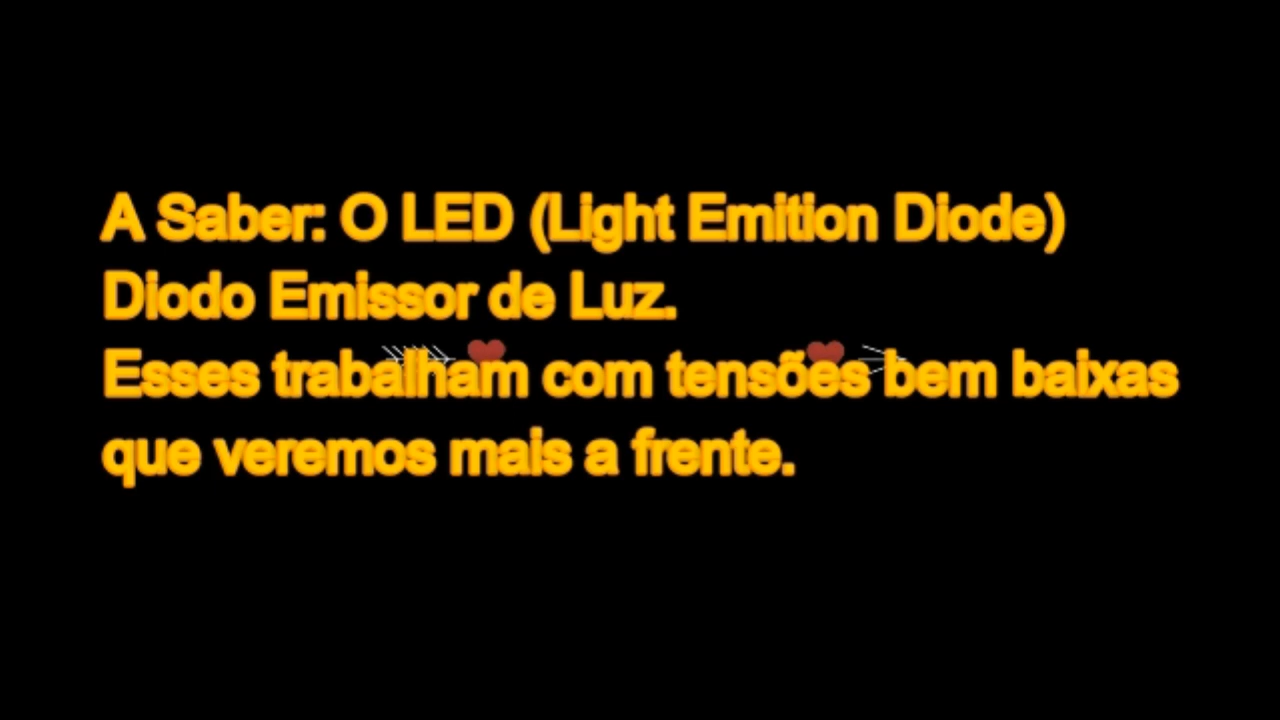 A Saber: O LED (Light Emition Diode)
Diodo Emissor de Luz.
Esses trabalham com tensões bem baixas
que veremos mais a frente.